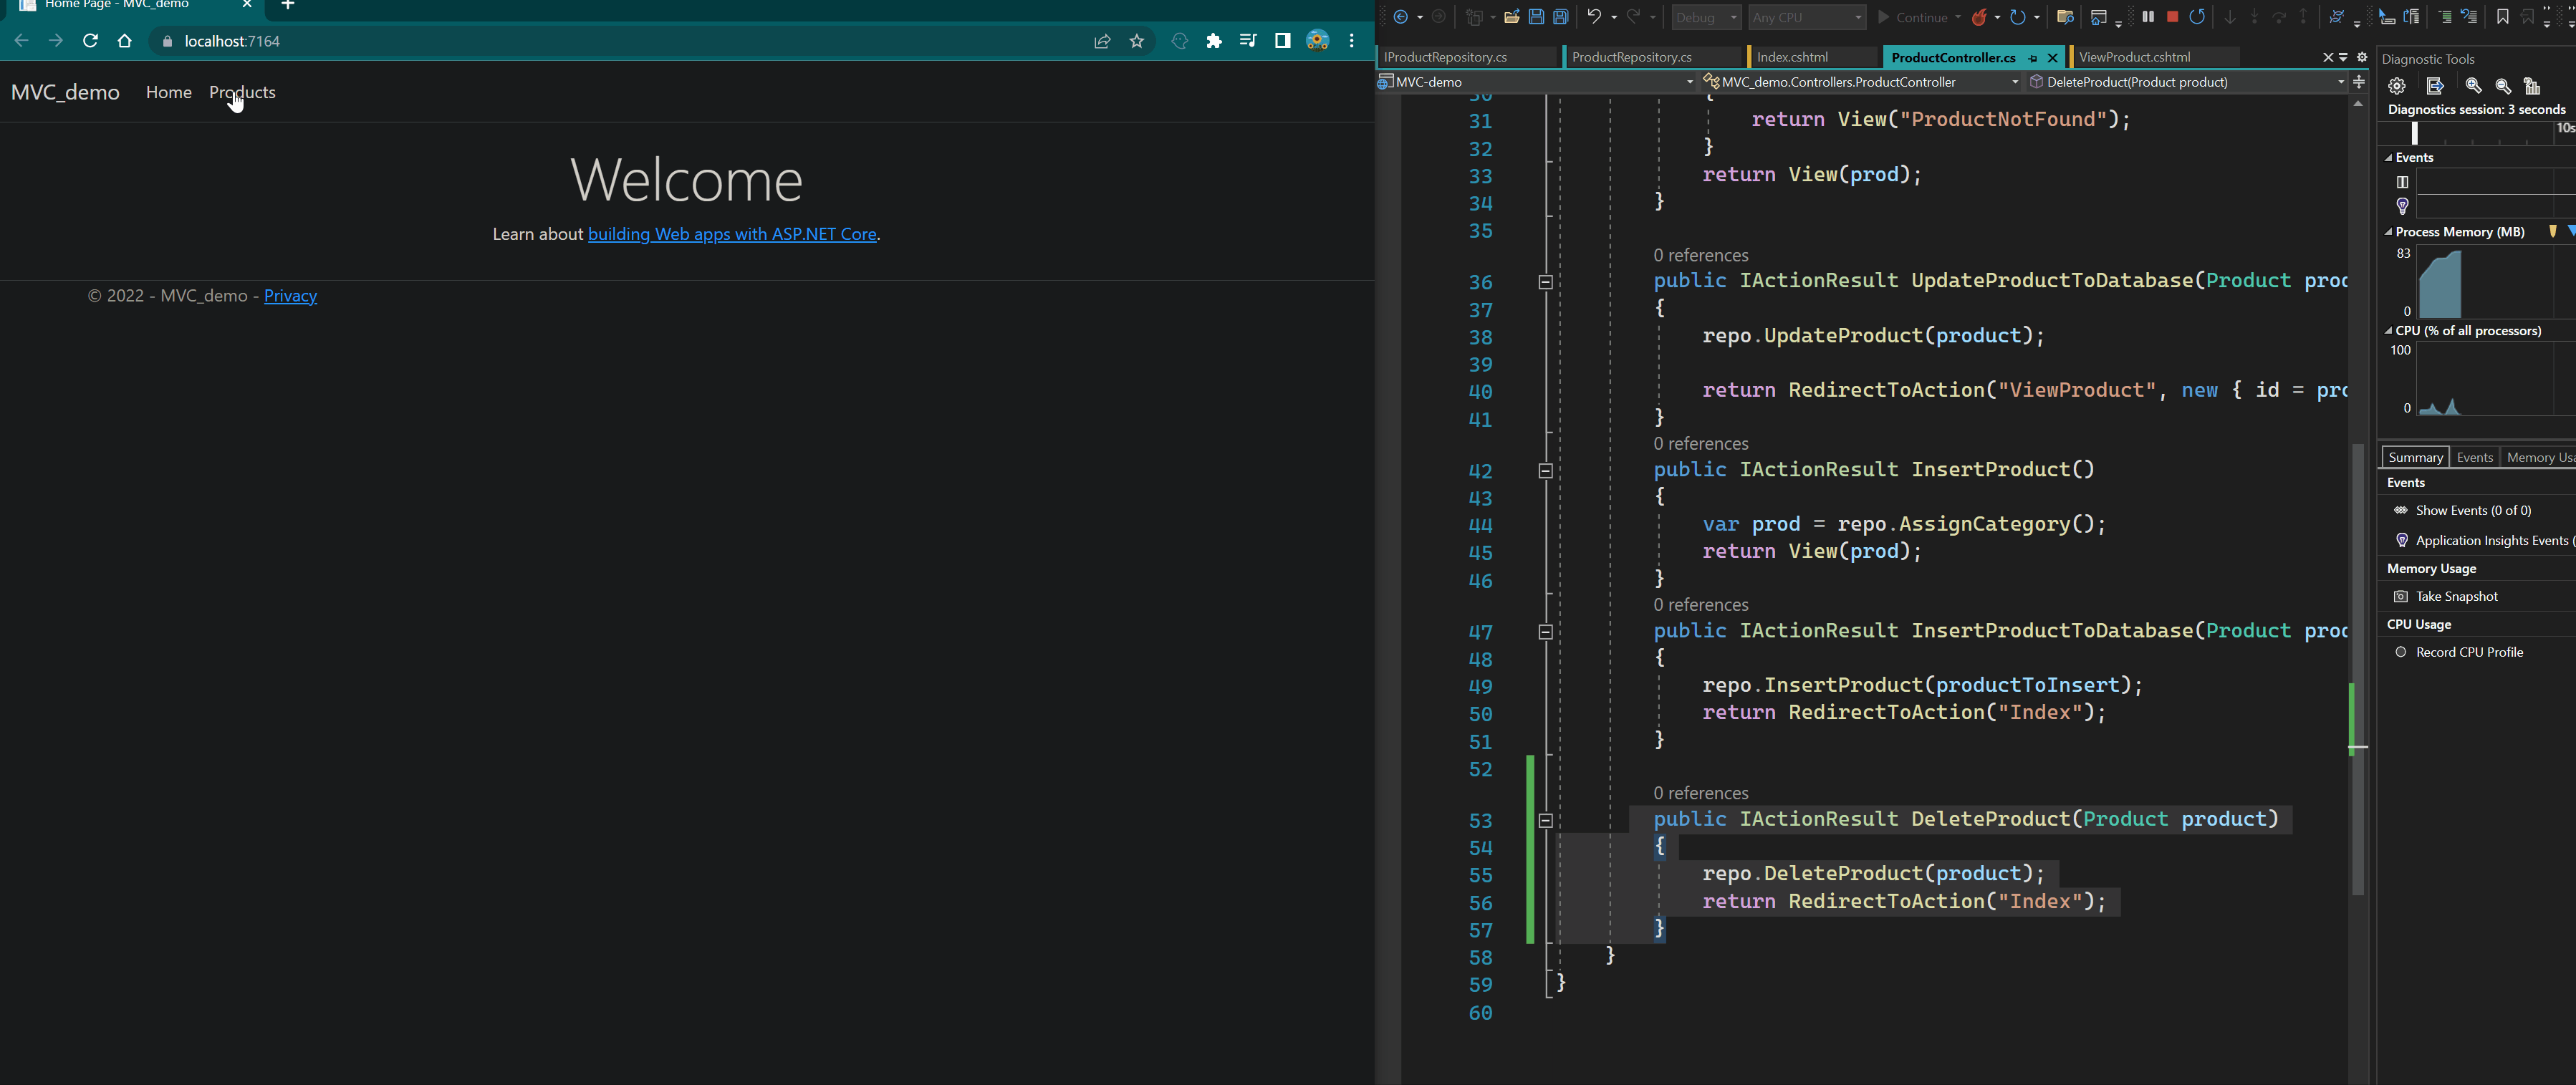 Home Page - MVC_demo
localhost:7164
MVC_demo Home Products
Welcome
Learn about building Web apps with ASP.NET Core.
© 2022 - MVC_demo - Privacy
Debug Any CPU Continue
IProductRepository.cs ProductRepository.cs Index.cshtml ProductController.cs ViewProduct.cshtml
MVC-demo MVC_demo.Controllers.ProductController DeleteProduct(Product product)
30 {
31 return View("ProductNotFound");
32 }
33 return View(prod);
34 }
35
0 references
36 public IActionResult UpdateProductToDatabase(Product
37 {
38 repo.UpdateProduct(product);
39
40 return RedirectToAction("ViewProduct", new { id =
41 }
0 references
42 public IActionResult InsertProduct()
43 {
44 var prod = repo.AssignCategory();
45 return View(prod);
46 }
0 references
47 public IActionResult InsertProductToDatabase(Product
48 {
49 repo.InsertProduct(productToInsert);
50 return RedirectToAction("Index");
51 }
52
0 references
53 public IActionResult DeleteProduct(Product product)
54 {
55 repo.DeleteProduct(product);
56 return RedirectToAction("Index");
57 }
58 }
59 }
60
Diagnostic Tools
Diagnostics session: 3 seconds
10s
Events
Process Memory (MB)
83
0
CPU (% of all processors)
100
0
Summary Events Memory
Events
Show Events (0 of 0)
Application Insights Events (
Memory Usage
Take Snapshot
CPU Usage
Record CPU Profile